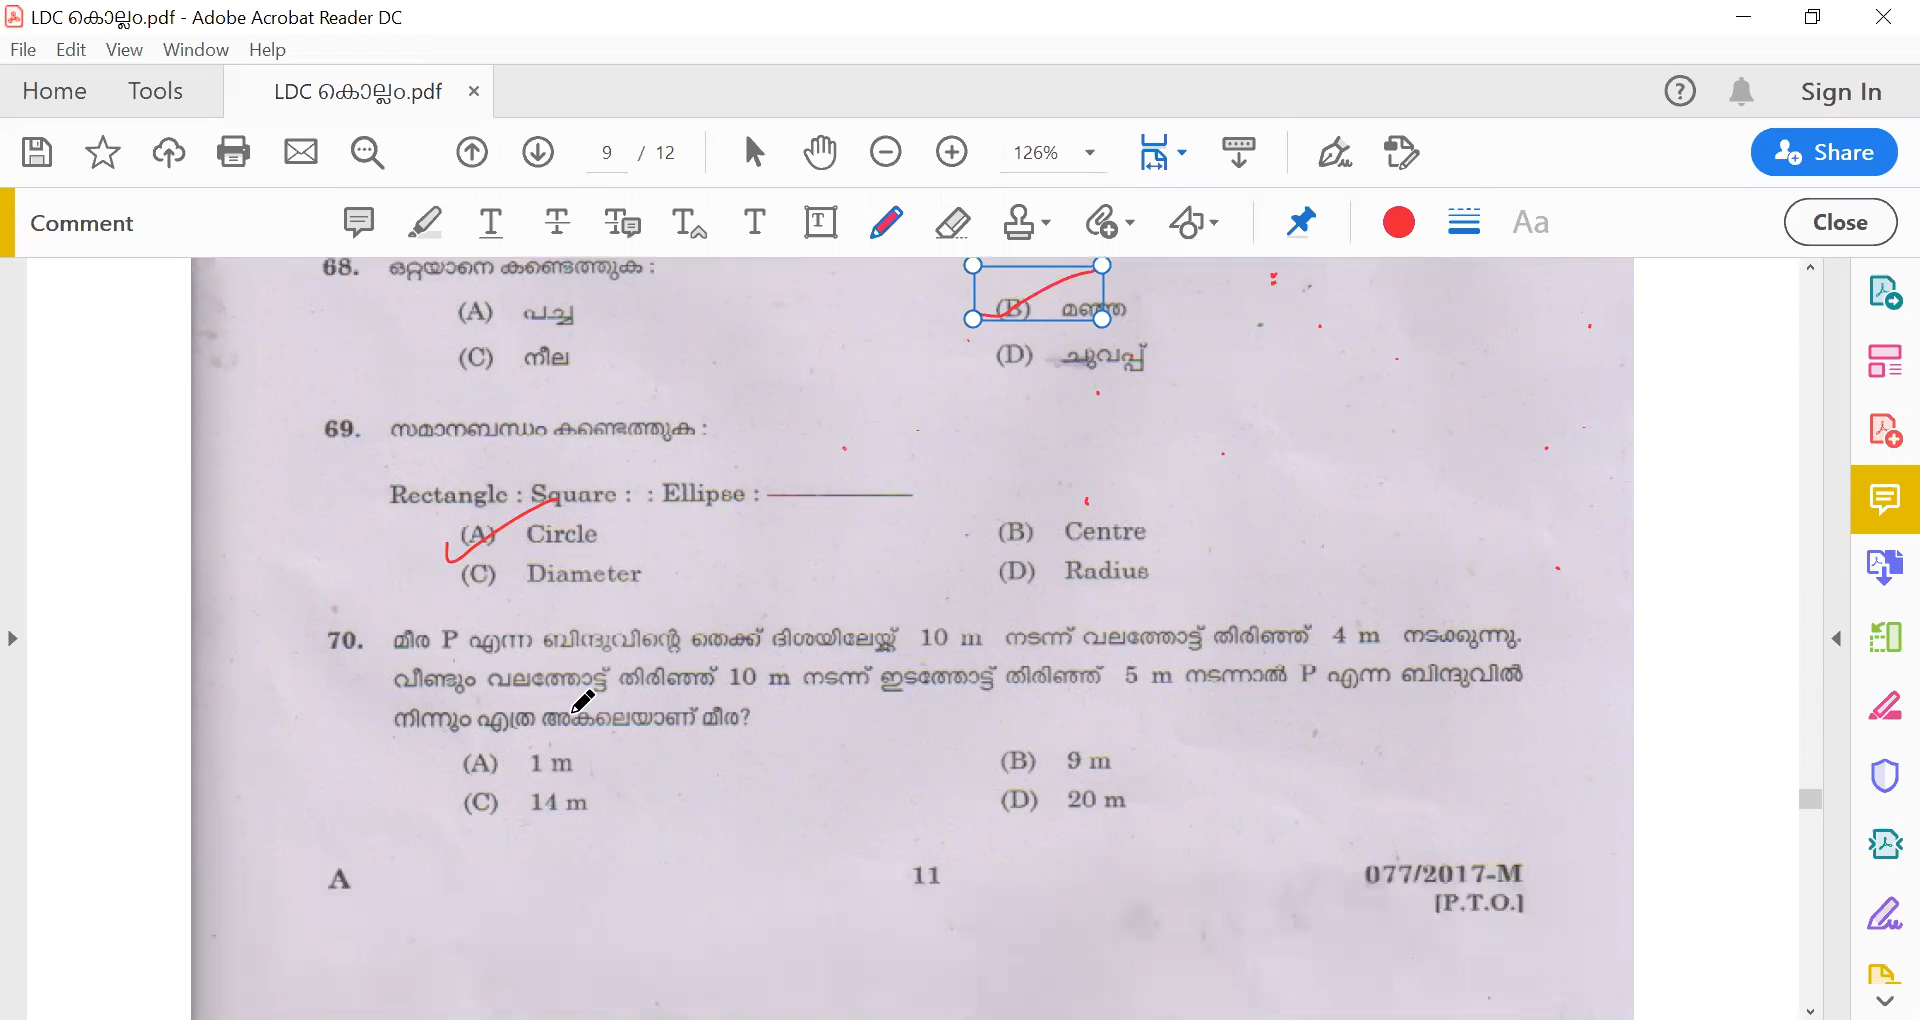 LDC കൊല്ലം.pdf - Adobe Acrobat Reader DC
File Edit View Window Help
Home Tools LDC കൊല്ലം.pdf Sign In
9 / 12 126% Share
Comment Aa Close
68. ഒറ്റയാനെ കണ്ടെത്തുക :
(A) പച്ച (B) മഞ്ഞ
(C) നീല (D) ചുവപ്പ്
69. സമാനബന്ധം കണ്ടെത്തുക :
Rectangle : Square : : Ellipse :
(A) Circle (B) Centre
(C) Diameter (D) Radius
70. മീര P എന്ന ബിന്ദുവിന്റെ തെക്ക് ദിശയിലേയ്ക്ക് 10 m നടന്ന് വലത്തോട്ട് തിരിഞ്ഞ് 4 m നടക്കുന്നു.
വീണ്ടും വലത്തോട്ട് തിരിഞ്ഞ് 10 m നടന്ന് ഇടത്തോട്ട് തിരിഞ്ഞ് 5 m നടന്നാൽ P എന്ന ബിന്ദുവിൽ
നിന്നും എത്ര അകലെയാണ് മീര?
(A) 1 m (B) 9 m
(C) 14 m (D) 20 m
A 11 077/2017-M
[P.T.O.]